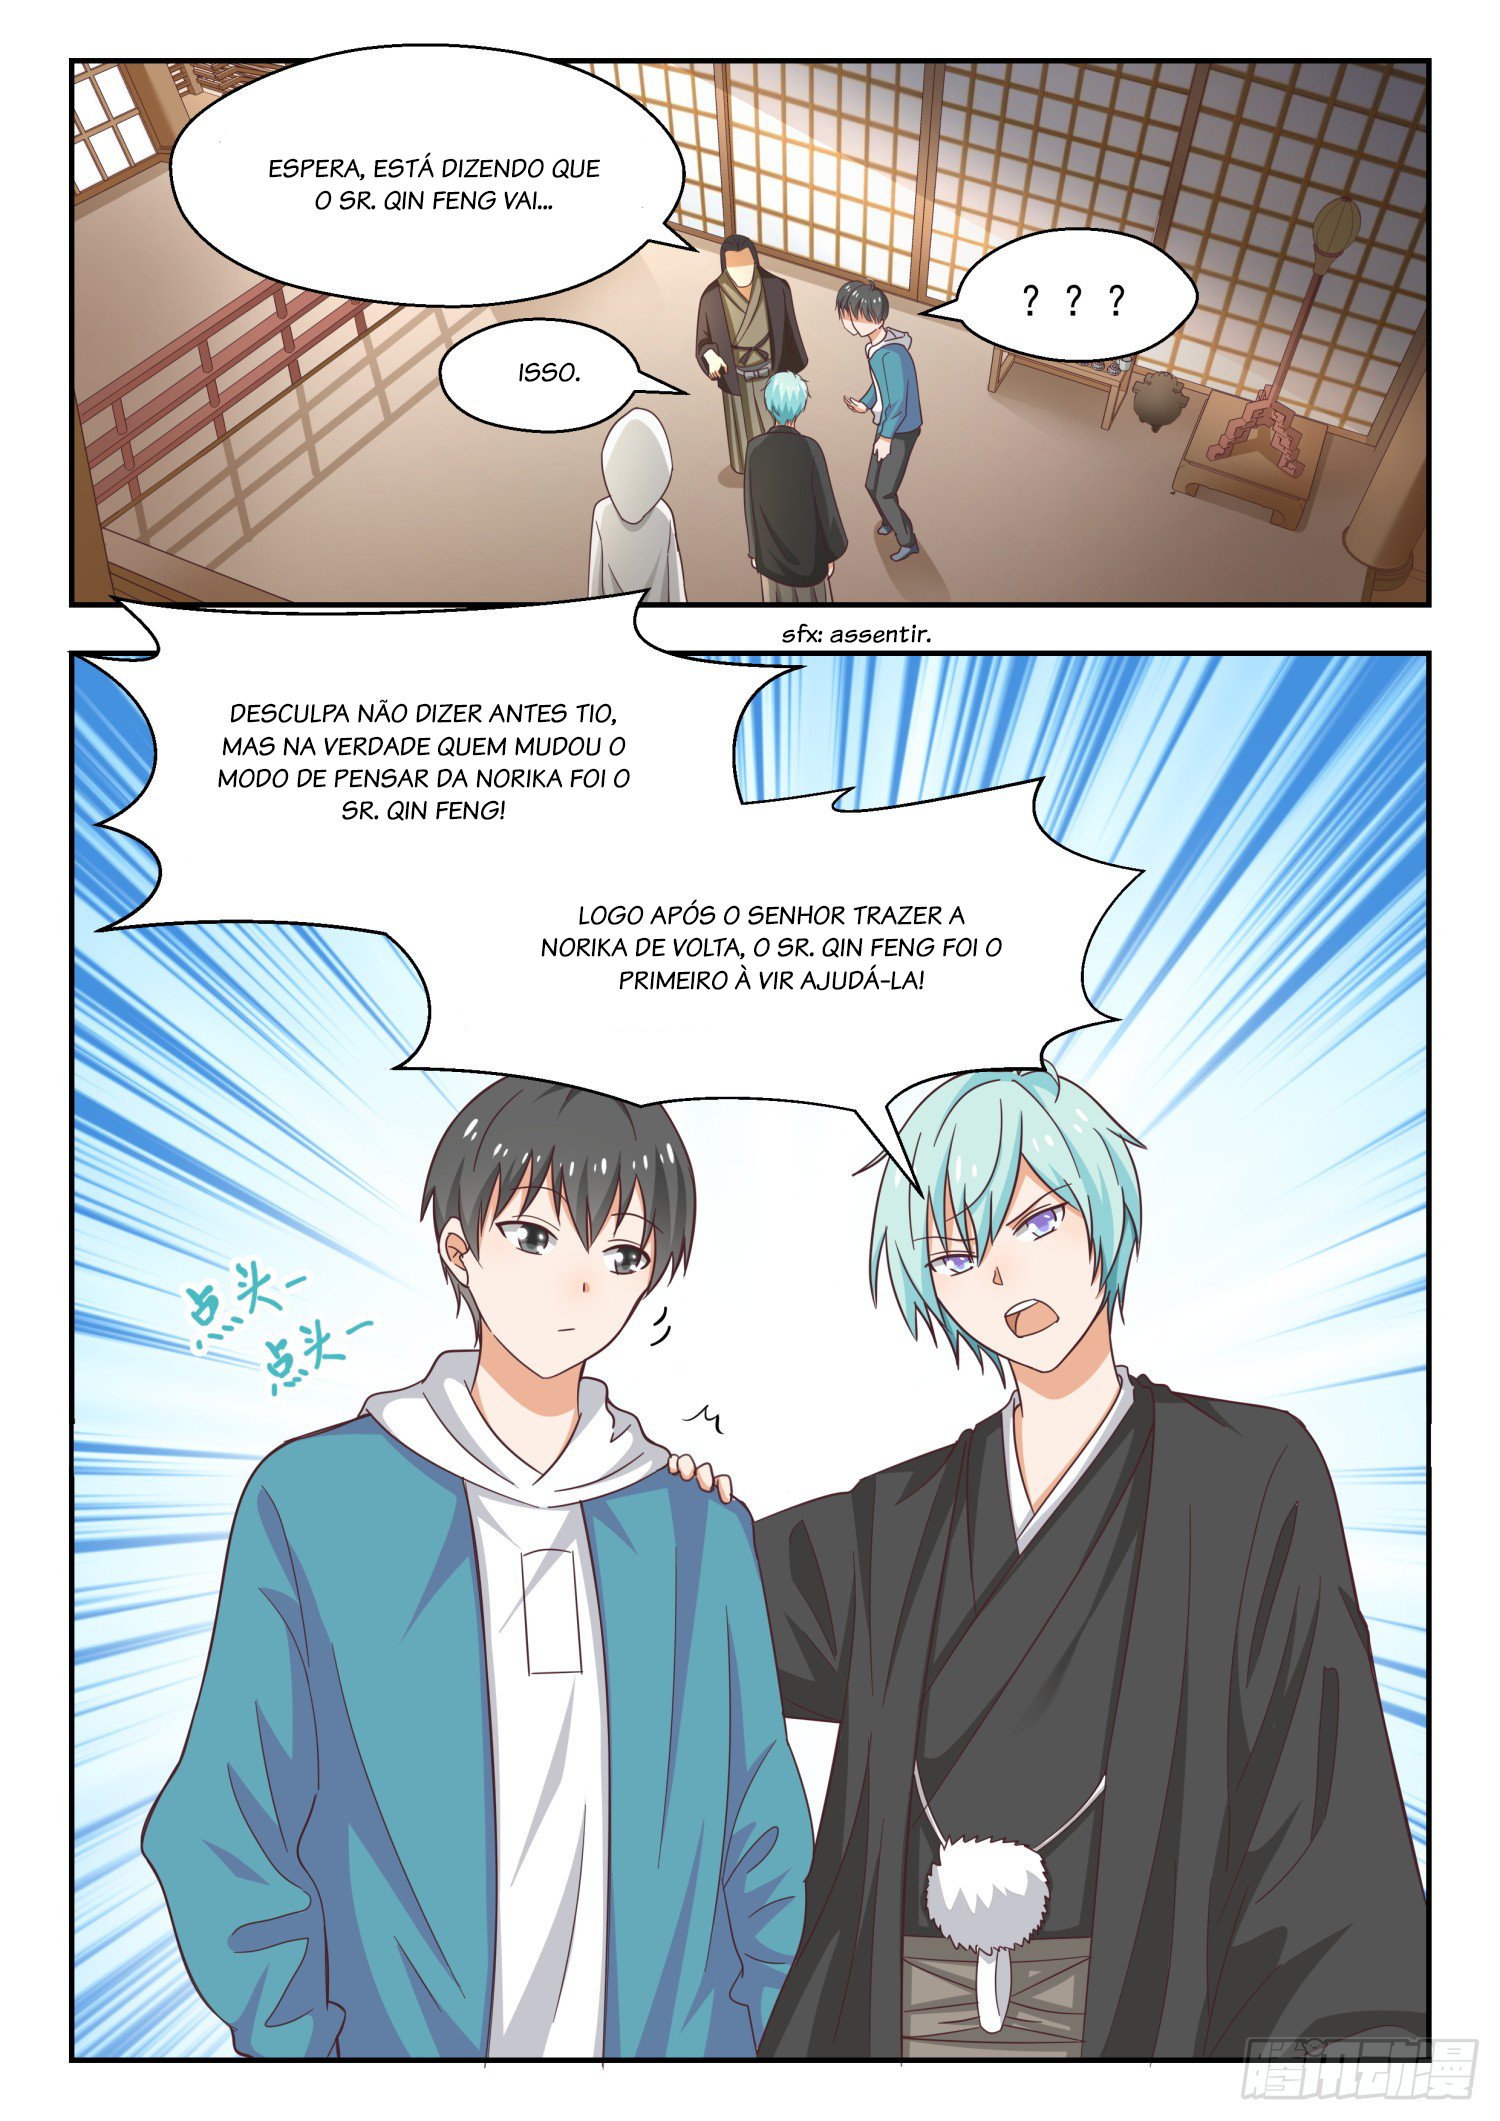 ESPERA, ESTÁ DIZENDO QUE
O SR. QIN FENG VAI...
? ? ?
ISSO.
sfx: assentir.
DESCULPA NÃO DIZER ANTES TIO,
MAS NA VERDADE QUEM MUDOU O
MODO DE PENSAR DA NORIKA FOI O
SR. QIN FENG!
LOGO APÓS O SENHOR TRAZER A
NORIKA DE VOLTA, O SR. QIN FENG FOI O
PRIMEIRO À VIR AJUDÁ-LA!
点头一
点头一
腾讯动漫